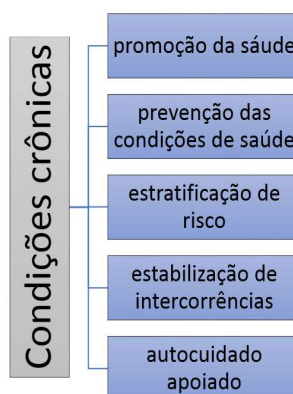 Condições crônicas
promoção da sáude
prevenção das
condições de saúde
estratificação de
risco
estabilização de
intercorrências
autocuidado
apoiado